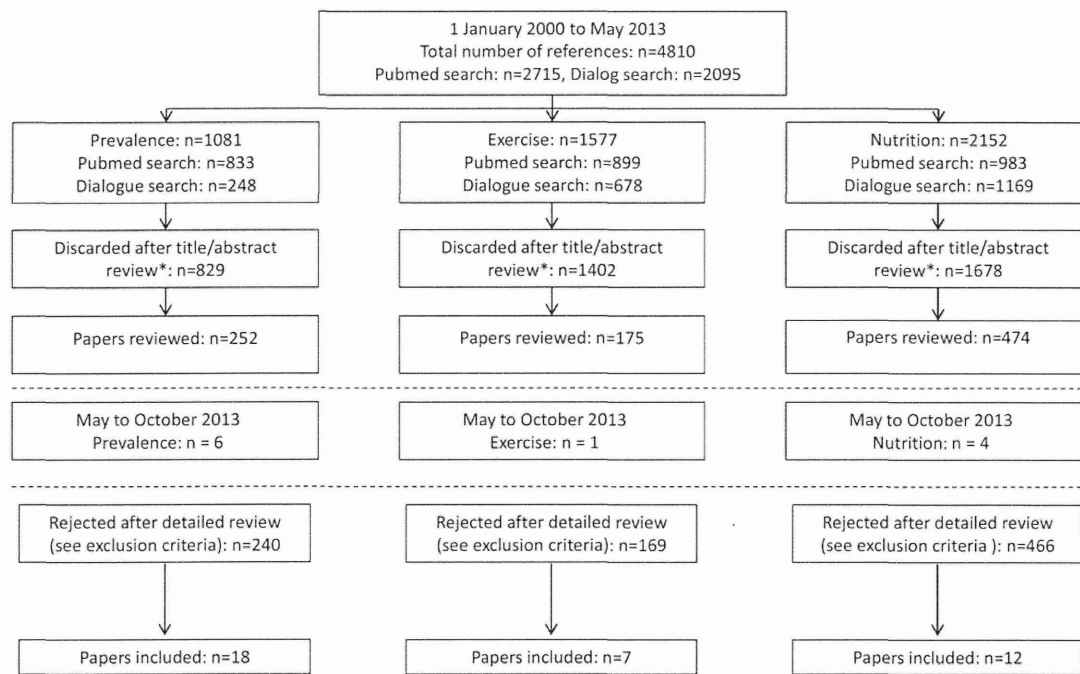 1 January 2000 to May 2013
Total number of references: n=4810
Pubmed search: n=2715, Dialog search: n=2095
Prevalence: n=1081
Pubmed search: n=833
Dialogue search: n=248
Exercise: n=1577
Pubmed search: n=899
Dialogue search: n=678
Nutrition: n=2152
Pubmed search: n=983
Dialogue search: n=1169
Discarded after title/abstract
review*: n=829
Discarded after title/abstract
review*: n=1402
Discarded after title/abstract
review*: n=1678
Papers reviewed: n=252
Papers reviewed: n=175
Papers reviewed: n=474
May to October 2013
Prevalence: n = 6
May to October 2013
Exercise: n = 1
May to October 2013
Nutrition: n = 4
Rejected after detailed review
(see exclusion criteria): n=240
Rejected after detailed review
(see exclusion criteria): n=169
Rejected after detailed review
(see exclusion criteria ): n=466
Papers included: n=18
Papers included: n=7
Papers included: n=12